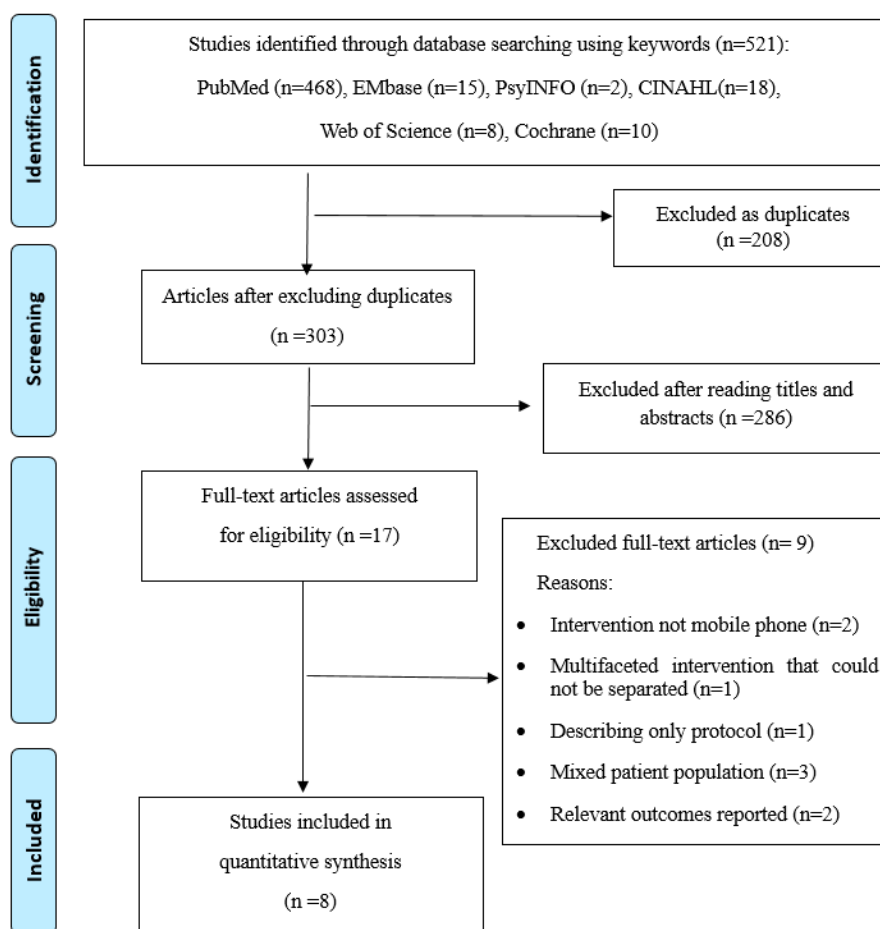 Identification
Studies identified through database searching using keywords (n=521):
PubMed (n=468), EMbase (n=15), PsyINFO (n=2), CINAHL(n=18),
Web of Science (n=8), Cochrane (n=10)
Excluded as duplicates
(n =208)
Screening
Articles after excluding duplicates
(n =303)
Excluded after reading titles and
abstracts (n =286)
Eligibility
Full-text articles assessed
for eligibility (n =17)
Excluded full-text articles (n= 9)
Reasons:
• Intervention not mobile phone (n=2)
• Multifaceted intervention that could
not be separated (n=1)
• Describing only protocol (n=1)
• Mixed patient population (n=3)
• Relevant outcomes reported (n=2)
Included
Studies included in
quantitative synthesis
(n =8)